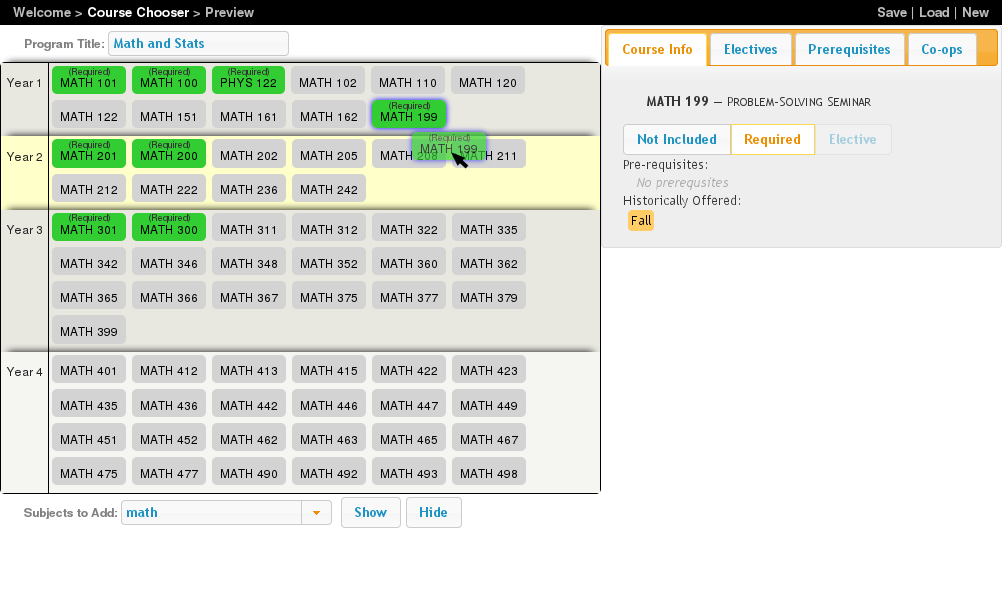 Welcome > Course Chooser > Preview
Save | Load | New
Program Title: Math and Stats
Year 1
(Required) (Required) (Required)
MATH 101 MATH 100 PHYS 122 MATH 102 MATH 110 MATH 120
(Required)
MATH 122 MATH 151 MATH 161 MATH 162 MATH 199
(Required)
MATH 199
Year 2
(Required) (Required)
MATH 201 MATH 200 MATH 202 MATH 205 MATH 208 MATH 211
MATH 212 MATH 222 MATH 236 MATH 242
Year 3
(Required) (Required)
MATH 301 MATH 300 MATH 311 MATH 312 MATH 322 MATH 335
MATH 342 MATH 346 MATH 348 MATH 352 MATH 360 MATH 362
MATH 365 MATH 366 MATH 367 MATH 375 MATH 377 MATH 379
MATH 399
Year 4
MATH 401 MATH 412 MATH 413 MATH 415 MATH 422 MATH 423
MATH 435 MATH 436 MATH 442 MATH 446 MATH 447 MATH 449
MATH 451 MATH 452 MATH 462 MATH 463 MATH 465 MATH 467
MATH 475 MATH 477 MATH 490 MATH 492 MATH 493 MATH 498
Subjects to Add: math Show Hide
Course Info Electives Prerequisites Co-ops
MATH 199 — Problem-Solving Seminar
Not Included Required Elective
Pre-requisites:
No prerequsites
Historically Offered:
Fall